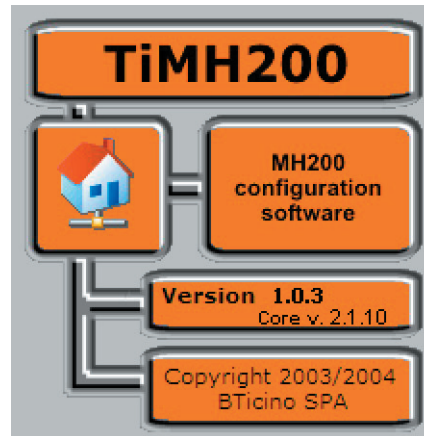 TiMH200
MH200
configuration
software
Version 1.0.3
Core v. 2.1.10
Copyright 2003/2004
BTicino SPA